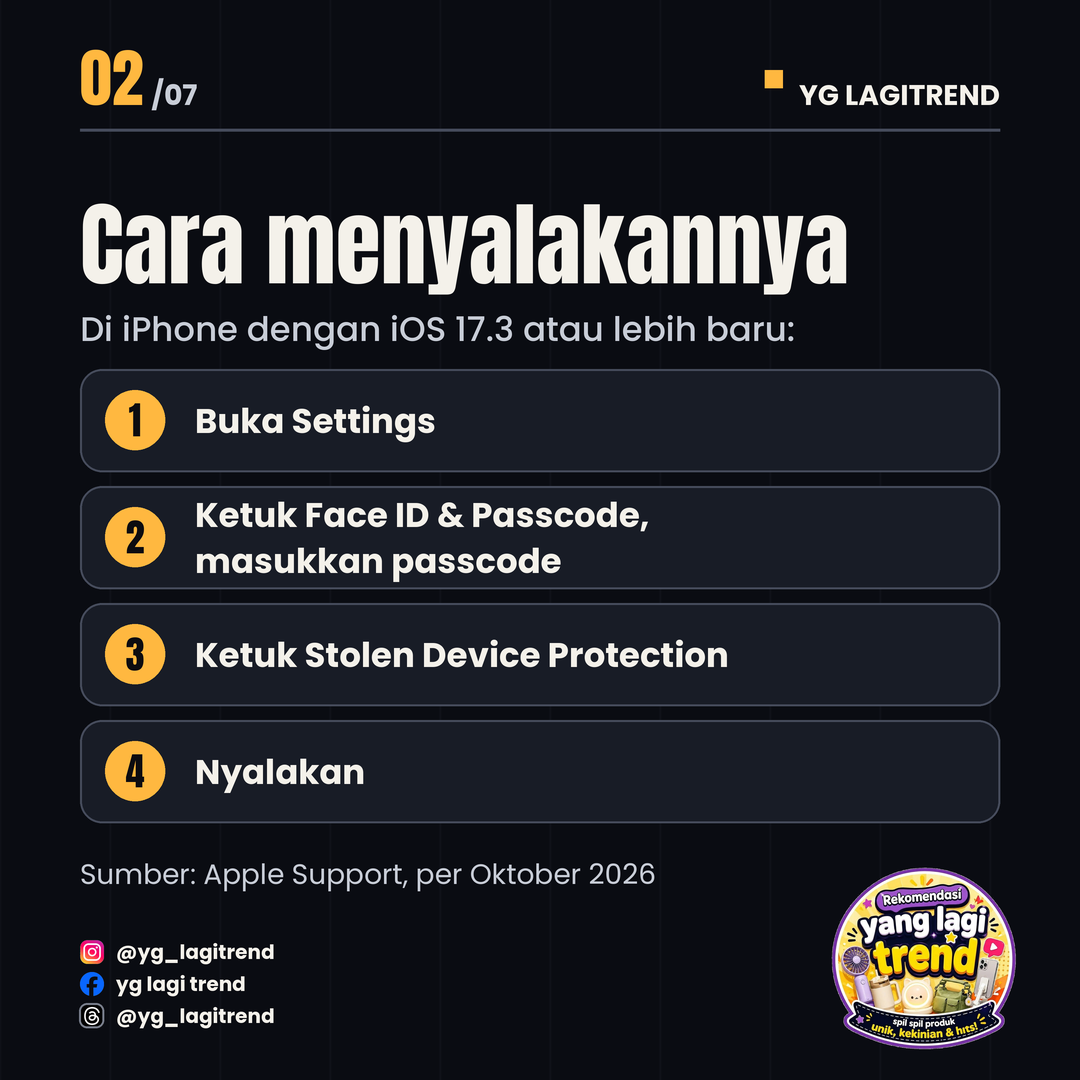 02 /07
YG LAGITREND
Cara menyalakannya
Di iPhone dengan iOS 17.3 atau lebih baru:
1 Buka Settings
2 Ketuk Face ID & Passcode,
masukkan passcode
3 Ketuk Stolen Device Protection
4 Nyalakan
Sumber: Apple Support, per Oktober 2026
@yg_lagitrend
yg lagi trend
@yg_lagitrend
Rekomendasi
yang lagi
trend
spil spil produk
unik, kekinian & hits!